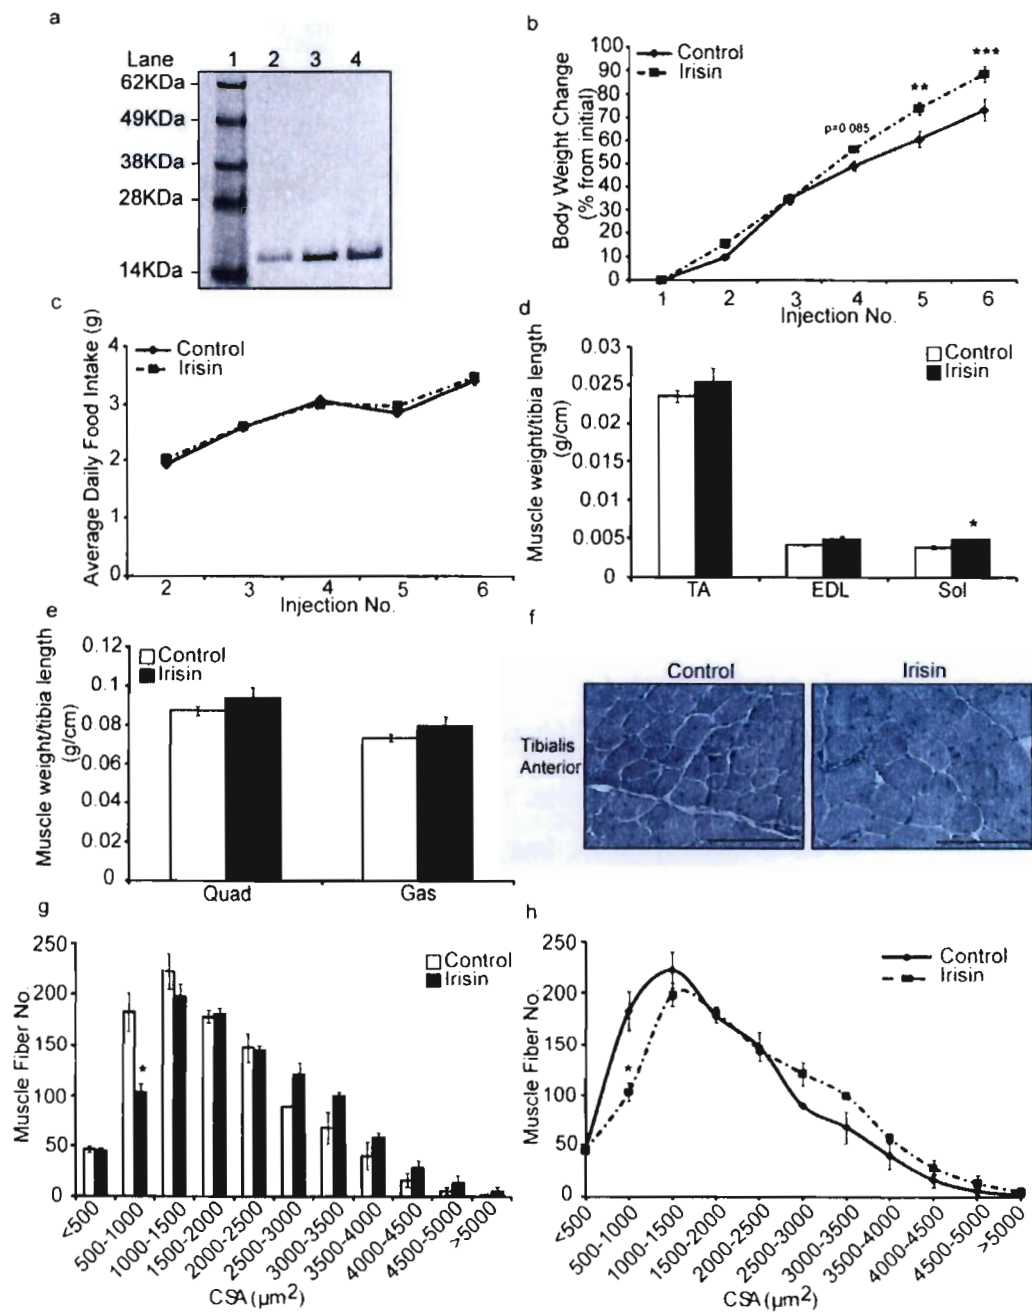 a
Lane 1 2 3 4
62KDa
49KDa
38KDa
28KDa
14KDa
b
Body Weight Change
(% from initial)
100
90
80
70
60
50
40
30
20
10
0
Control
Irisin
p=0.085
**
***
1 2 3 4 5 6
Injection No.
c
Average Daily Food Intake (g)
4
3
2
1
0
Control
Irisin
2 3 4 5 6
Injection No.
d
Muscle weight/tibia length
(g/cm)
0.03
0.025
0.02
0.015
0.01
0.005
0
Control
Irisin
*
TA EDL Sol
e
Muscle weight/tibia length
(g/cm)
0.12
0.1
0.08
0.06
0.04
0.02
0
Control
Irisin
Quad Gas
f
Control Irisin
Tibialis
Anterior
g
Muscle Fiber No.
250
200
150
100
50
0
Control
Irisin
*
<500 500-1000 1000-1500 1500-2000 2000-2500 2500-3000 3000-3500 3500-4000 4000-4500 4500-5000 >5000
CSA (µm²)
h
Muscle Fiber No.
250
200
150
100
50
0
Control
Irisin
*
<500 500-1000 1000-1500 1500-2000 2000-2500 2500-3000 3000-3500 3500-4000 4000-4500 4500-5000 >5000
CSA (µm²)